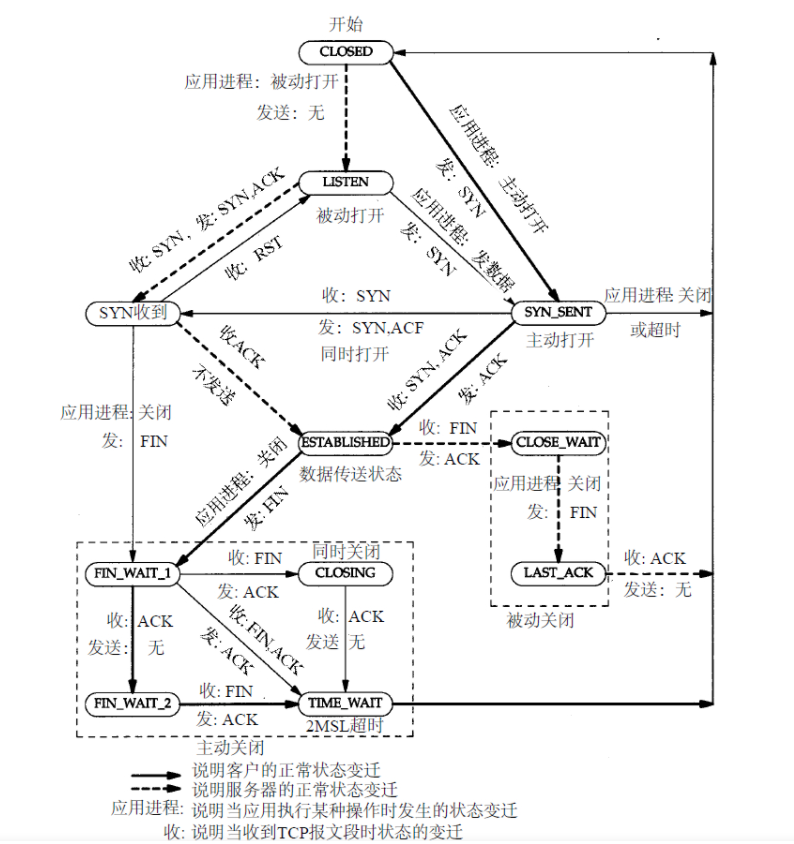 开始
CLOSED
应用进程：被动打开
发送：无
应用进程：主动打开
发：SYN
LISTEN
被动打开
收: SYN，发: SYN,ACK
收：RST
应用进程：发数据
发：SYN
SYN收到
收：SYN
发：SYN,ACF
同时打开
SYN_SENT
主动打开
应用进程 关闭
或超时
收ACK
不发送
收: SYN, ACK
发: ACK
应用进程:关闭
发:  FIN
ESTABLISHED
数据传送状态
收: FIN
发: ACK
CLOSE_WAIT
应用进程 关闭
发:  FIN
LAST_ACK
收: ACK
发送：无
被动关闭
应用进程：关闭
发: FIN
FIN_WAIT_1
收: FIN
发: ACK
同时关闭
CLOSING
收: ACK
发送：无
收: FIN,ACK
发: ACK
收: ACK
发送 无
FIN_WAIT_2
收: FIN
发: ACK
TIME_WAIT
2MSL超时
主动关闭
说明客户的正常状态变迁
说明服务器的正常状态变迁
应用进程: 说明当应用执行某种操作时发生的状态变迁
收: 说明当收到TCP报文段时状态的变迁